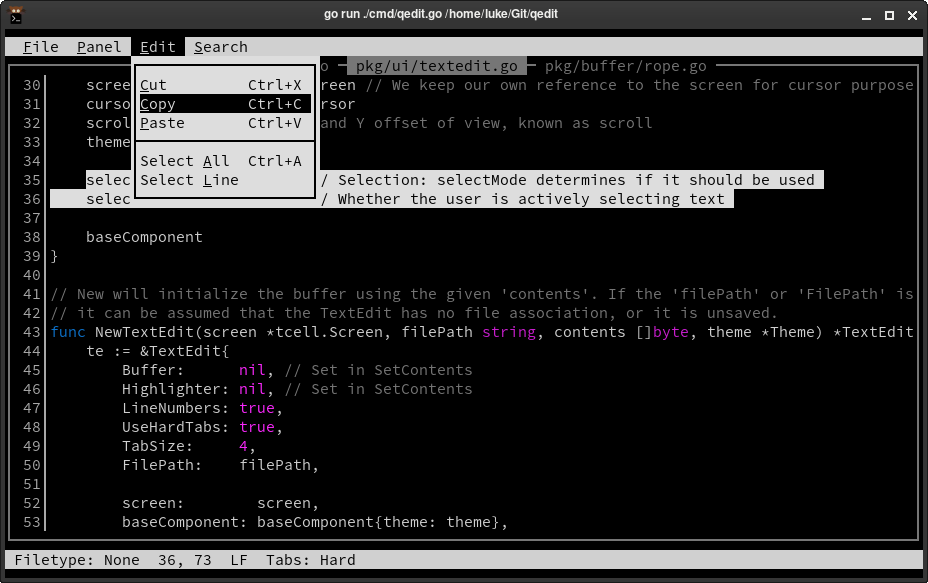 go run ./cmd/qedit.go /home/luke/Git/qedit
File Panel Edit Search
o pkg/ui/textedit.go pkg/buffer/rope.go
Cut Ctrl+X
Copy Ctrl+C
Paste Ctrl+V
Select All Ctrl+A
Select Line
30 scree reen // We keep our own reference to the screen for cursor purpose
31 curso rsor
32 scrol and Y offset of view, known as scroll
33 theme
34
35 selec / Selection: selectMode determines if it should be used
36 selec / Whether the user is actively selecting text
37
38 baseComponent
39 }
40
41 // New will initialize the buffer using the given 'contents'. If the 'filePath' or 'FilePath' is
42 // it can be assumed that the TextEdit has no file association, or it is unsaved.
43 func NewTextEdit(screen *tcell.Screen, filePath string, contents []byte, theme *Theme) *TextEdit
44 te := &TextEdit{
45 Buffer: nil, // Set in SetContents
46 Highlighter: nil, // Set in SetContents
47 LineNumbers: true,
48 UseHardTabs: true,
49 TabSize: 4,
50 FilePath: filePath,
51
52 screen: screen,
53 baseComponent: baseComponent{theme: theme},
Filetype: None 36, 73 LF Tabs: Hard